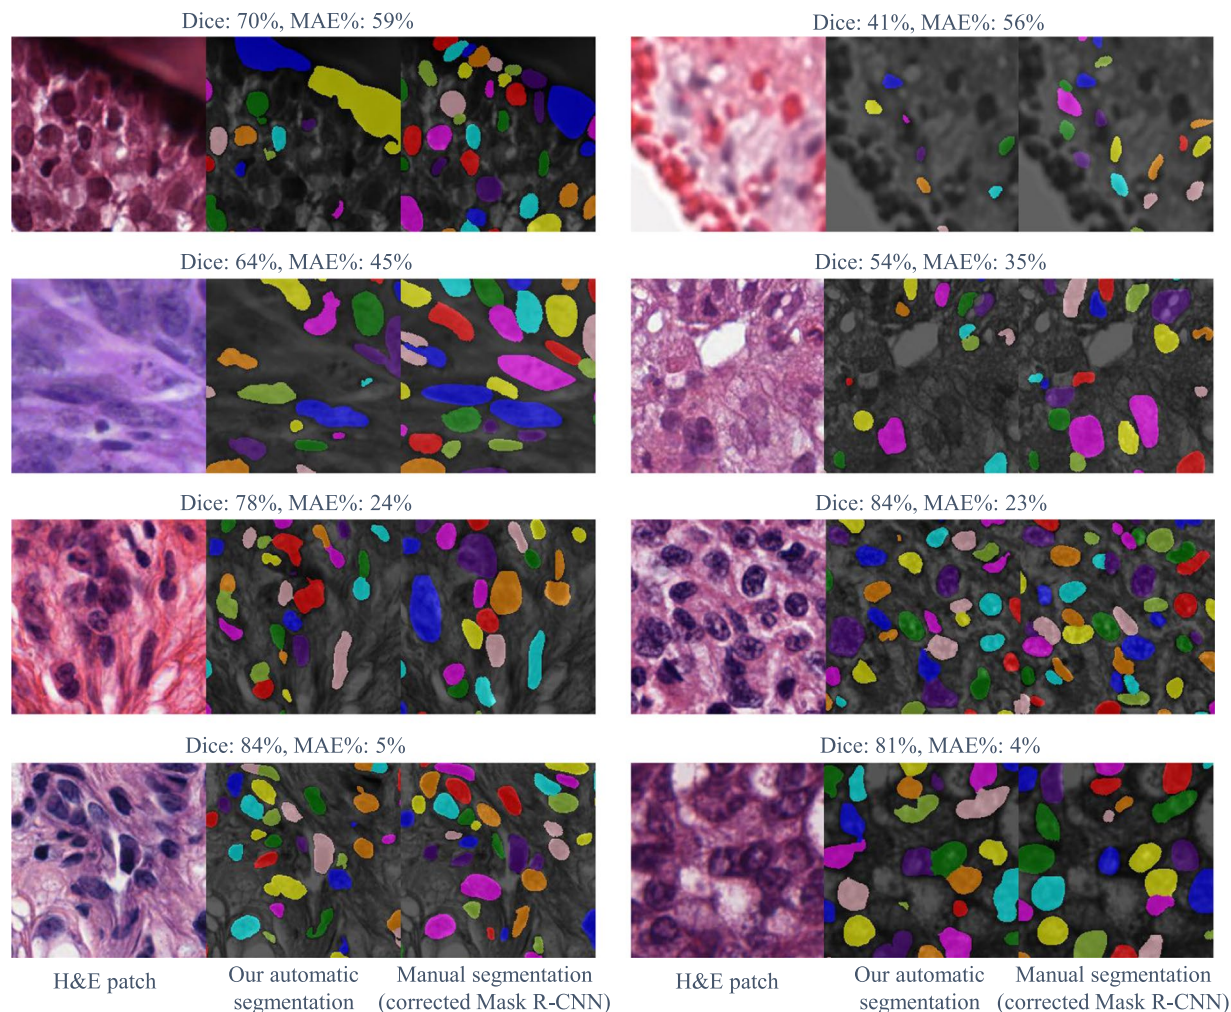 Dice: 70%, MAE%: 59%
Dice: 41%, MAE%: 56%
Dice: 64%, MAE%: 45%
Dice: 54%, MAE%: 35%
Dice: 78%, MAE%: 24%
Dice: 84%, MAE%: 23%
Dice: 84%, MAE%: 5%
Dice: 81%, MAE%: 4%
H&E patch
Our automatic
segmentation
Manual segmentation
(corrected Mask R-CNN)
H&E patch
Our automatic
segmentation
Manual segmentation
(corrected Mask R-CNN)